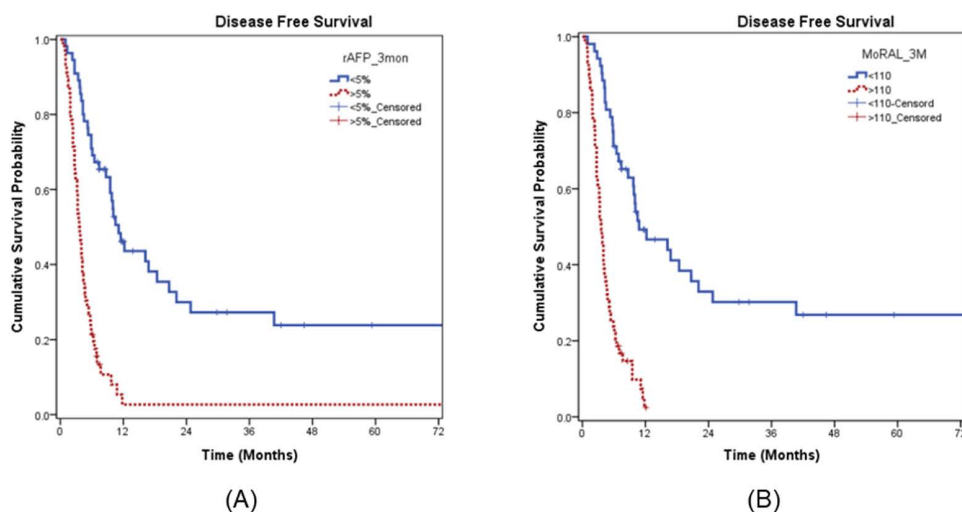 Disease Free Survival
rAFP_3mon
<5%
>5%
<5%_Censored
>5%_Censored
Cumulative Survival Probability
1.0
0.8
0.6
0.4
0.2
0.0
0 12 24 36 48 60 72
Time (Months)
(A)
Disease Free Survival
MoRAL_3M
<110
>110
<110-Censord
>110_Censored
Cumulative Survival Probability
1.0
0.8
0.6
0.4
0.2
0.0
0 12 24 36 48 60 72
Time (Months)
(B)